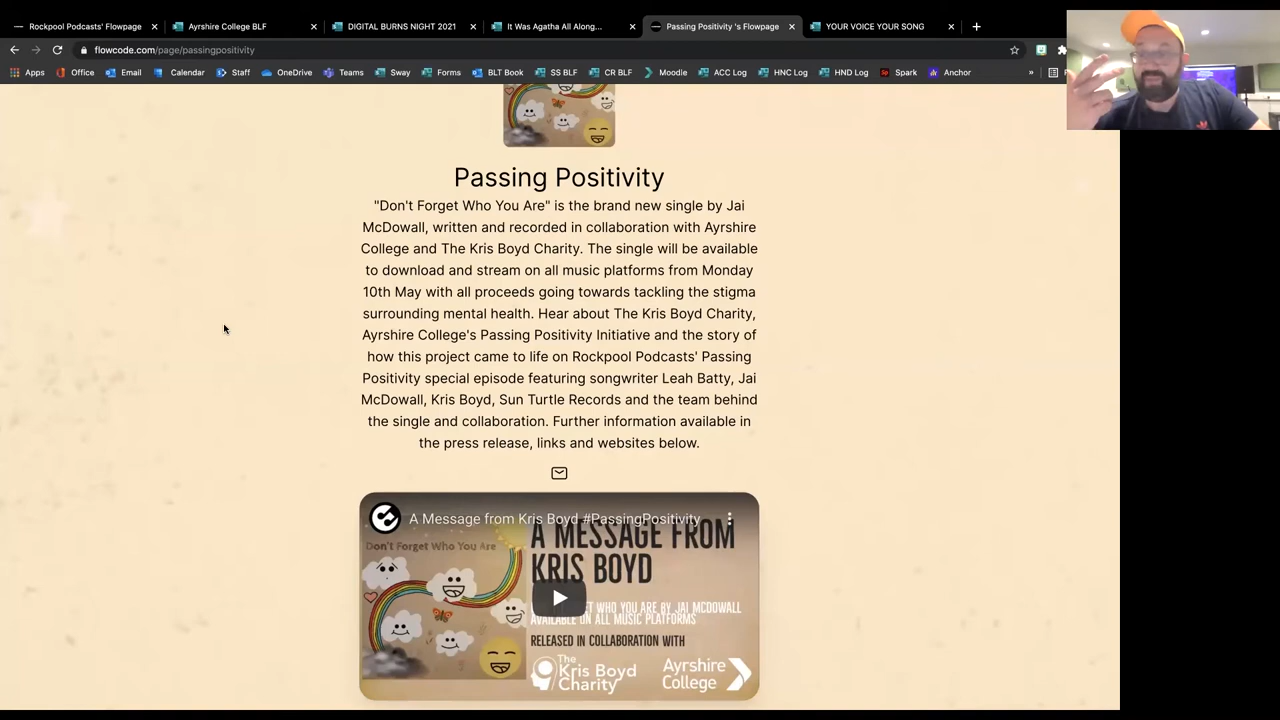 Rockpool Podcasts' Flowpage
Ayrshire College BLF
DIGITAL BURNS NIGHT 2021
It Was Agatha All Along...
Passing Positivity 's Flowpage
YOUR VOICE YOUR SONG
flowcode.com/page/passingpositivity
Apps
Office
Email
Calendar
Staff
OneDrive
Teams
Sway
Forms
BLT Book
SS BLF
CR BLF
Moodle
ACC Log
HNC Log
HND Log
Spark
Anchor
»
Passing Positivity
"Don't Forget Who You Are" is the brand new single by Jai
McDowall, written and recorded in collaboration with Ayrshire
College and The Kris Boyd Charity. The single will be available
to download and stream on all music platforms from Monday
10th May with all proceeds going towards tackling the stigma
surrounding mental health. Hear about The Kris Boyd Charity,
Ayrshire College's Passing Positivity Initiative and the story of
how this project came to life on Rockpool Podcasts' Passing
Positivity special episode featuring songwriter Leah Batty, Jai
McDowall, Kris Boyd, Sun Turtle Records and the team behind
the single and collaboration. Further information available in
the press release, links and websites below.
A Message from Kris Boyd #PassingPositivity
Don't Forget Who You Are
A MESSAGE FROM
KRIS BOYD
ET WHO YOU ARE BY JAI MCDOWALL
AVAILABLE ON ALL MUSIC PLATFORMS
RELEASED IN COLLABORATION WITH
The
Kris Boyd
Charity
Ayrshire
College